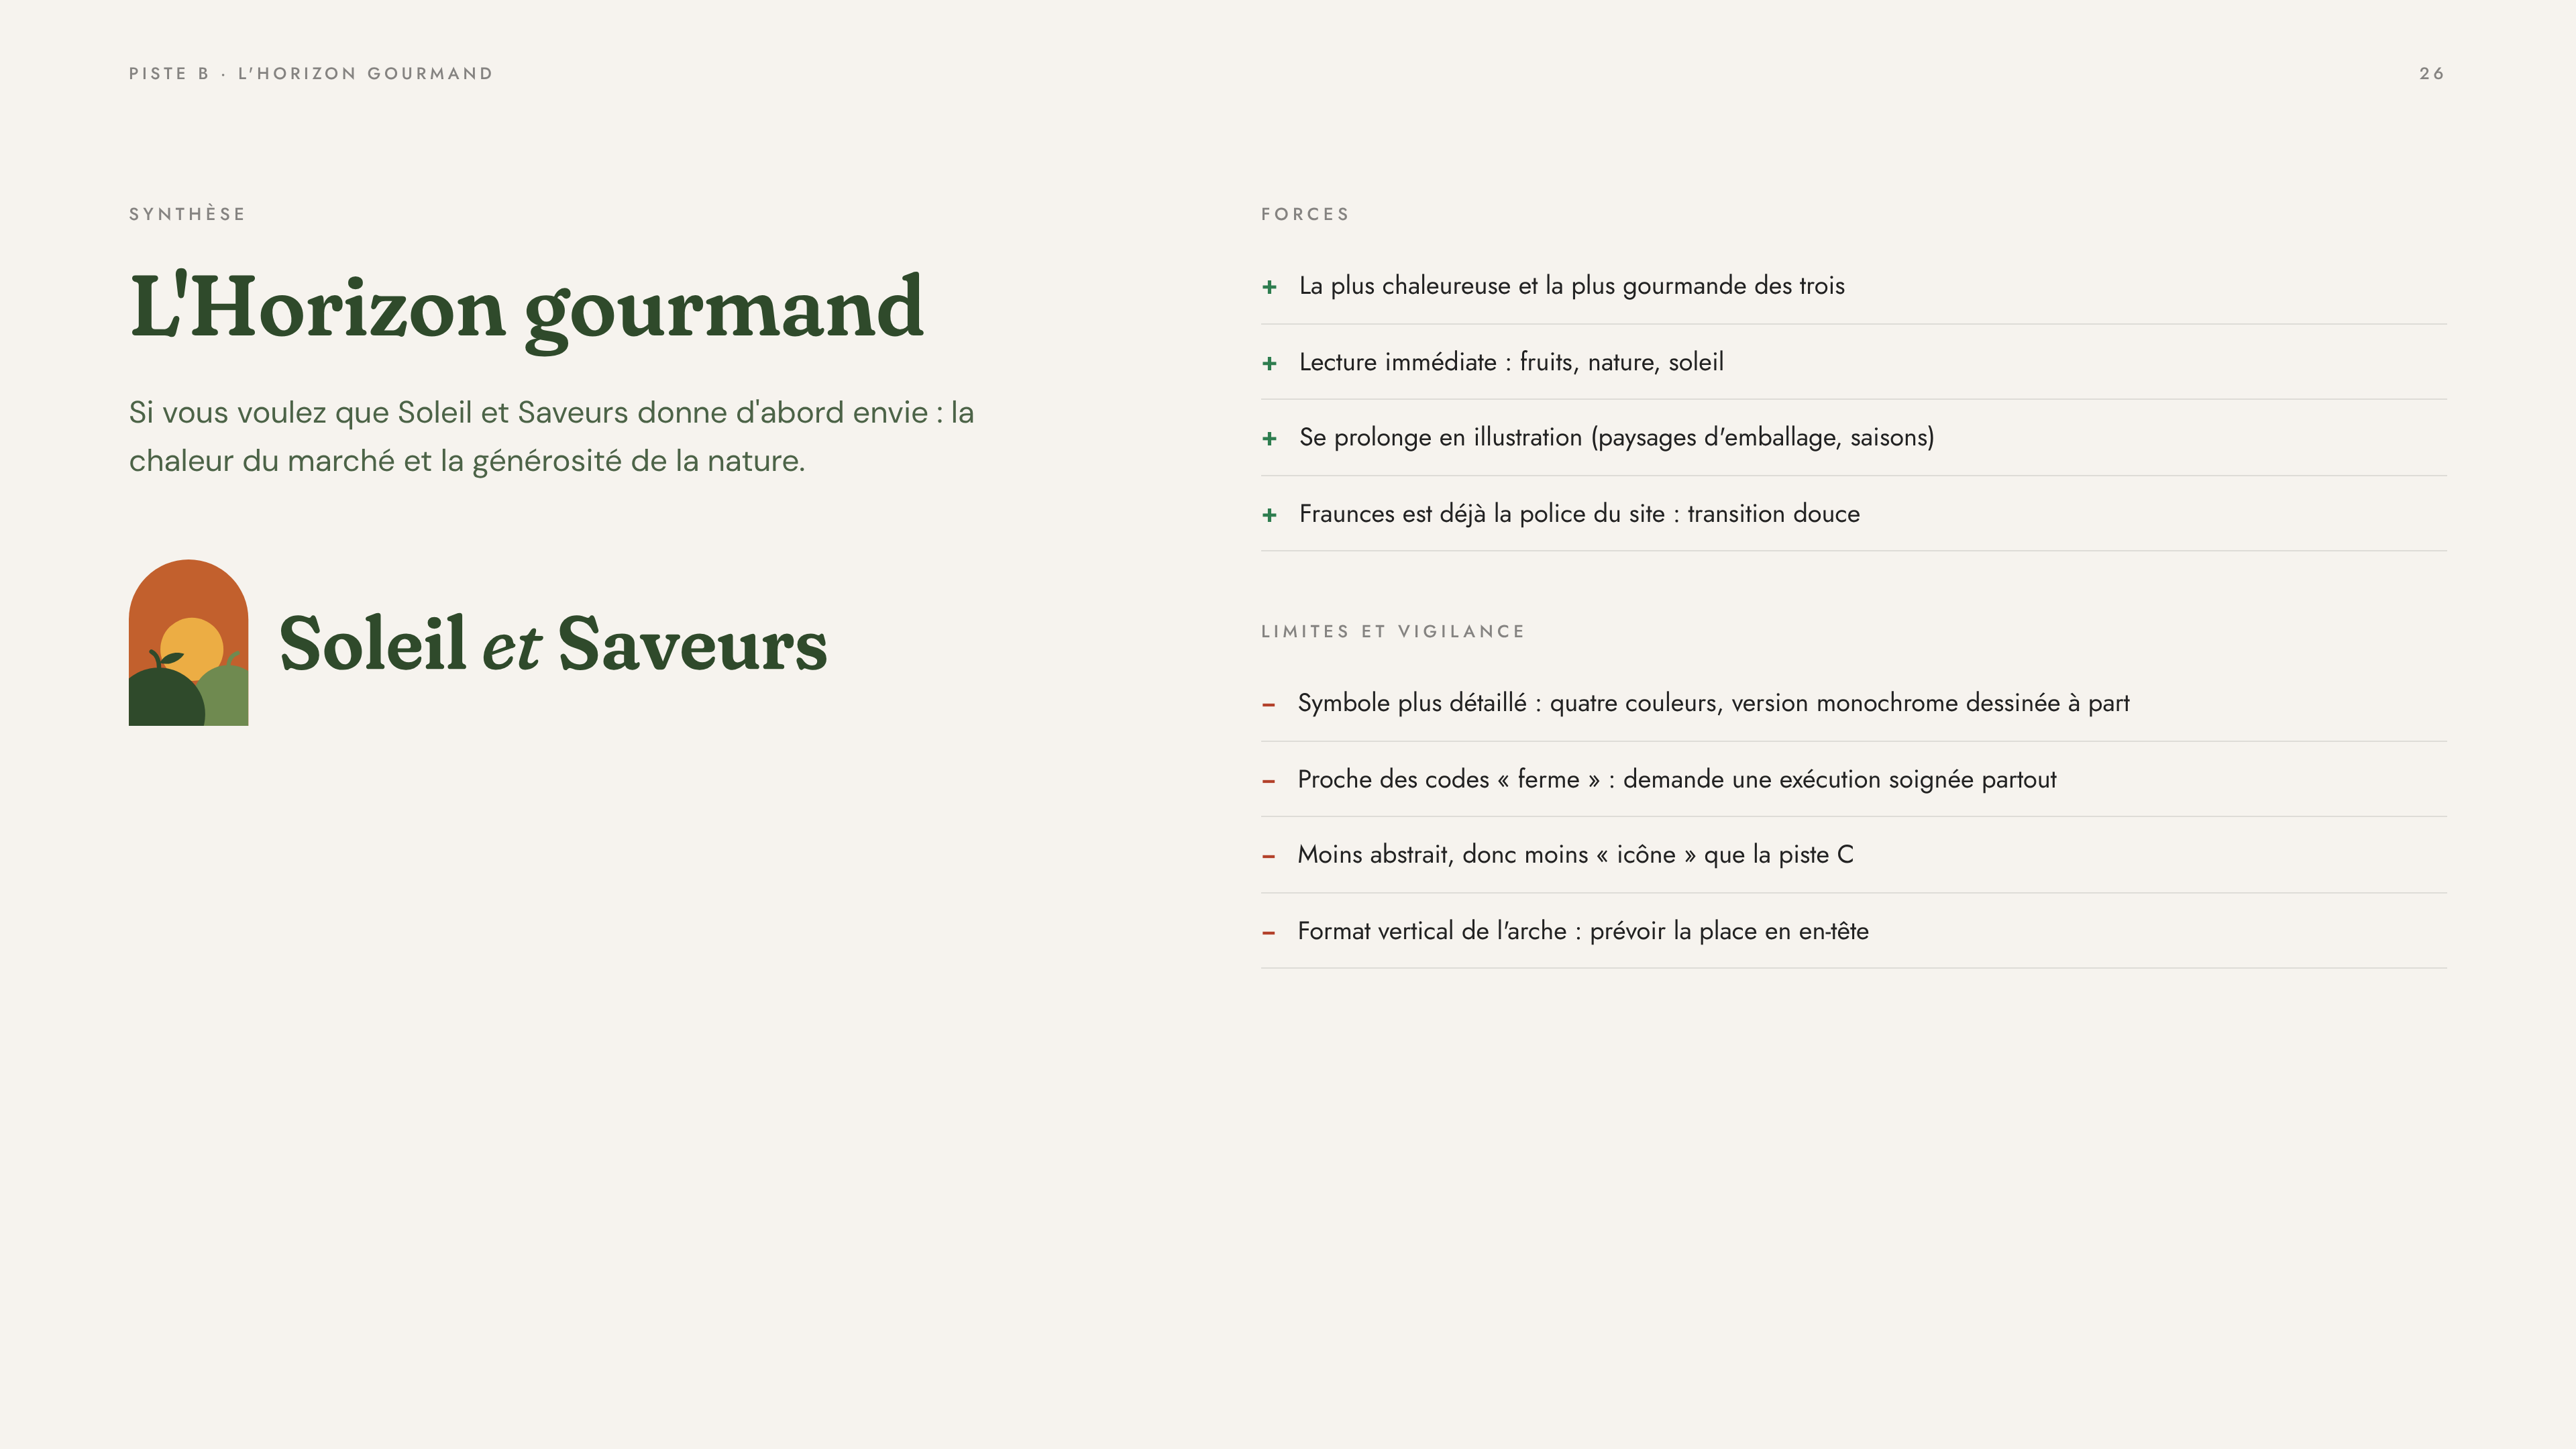 PISTE B · L'HORIZON GOURMAND
26
SYNTHÈSE
L'Horizon gourmand
Si vous voulez que Soleil et Saveurs donne d'abord envie : la
chaleur du marché et la générosité de la nature.
Soleil et Saveurs
FORCES
+ La plus chaleureuse et la plus gourmande des trois
+ Lecture immédiate : fruits, nature, soleil
+ Se prolonge en illustration (paysages d'emballage, saisons)
+ Fraunces est déjà la police du site : transition douce
LIMITES ET VIGILANCE
– Symbole plus détaillé : quatre couleurs, version monochrome dessinée à part
– Proche des codes « ferme » : demande une exécution soignée partout
– Moins abstrait, donc moins « icône » que la piste C
– Format vertical de l'arche : prévoir la place en en-tête